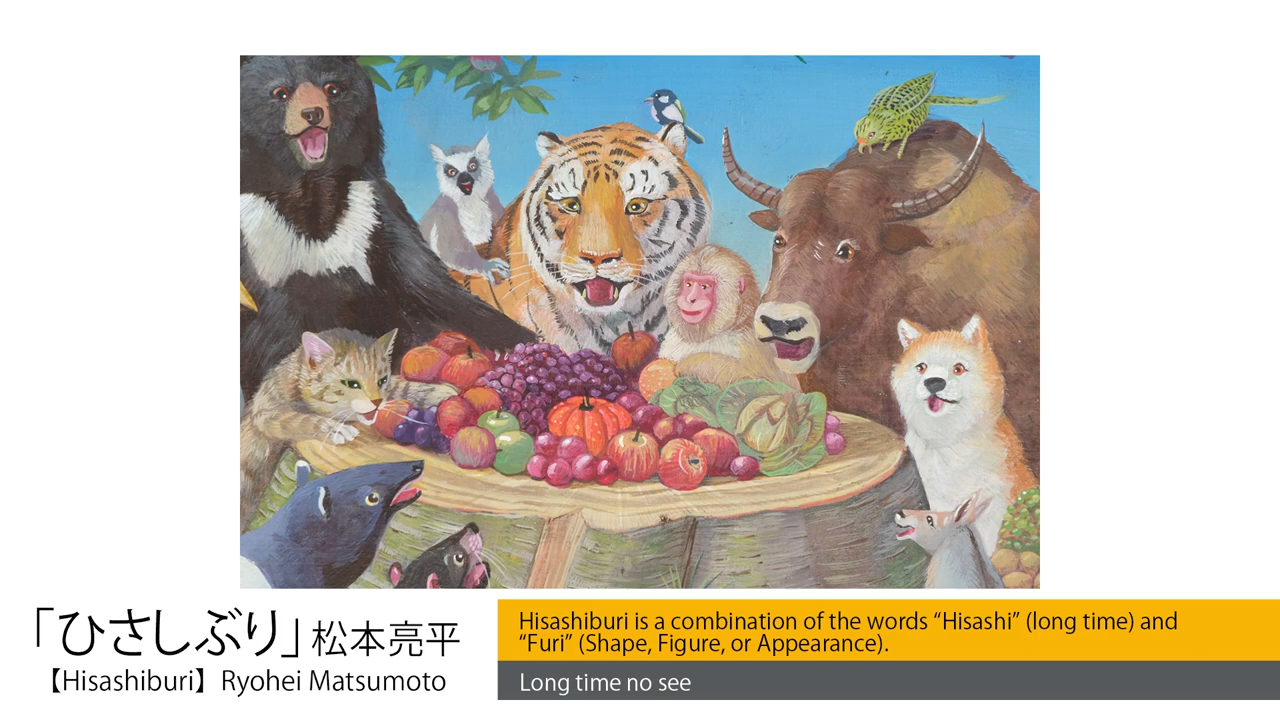 「ひさしぶり」松本亮平
【Hisashiburi】Ryohei Matsumoto
Hisashiburi is a combination of the words “Hisashi” (long time) and
“Furi” (Shape, Figure, or Appearance).
Long time no see